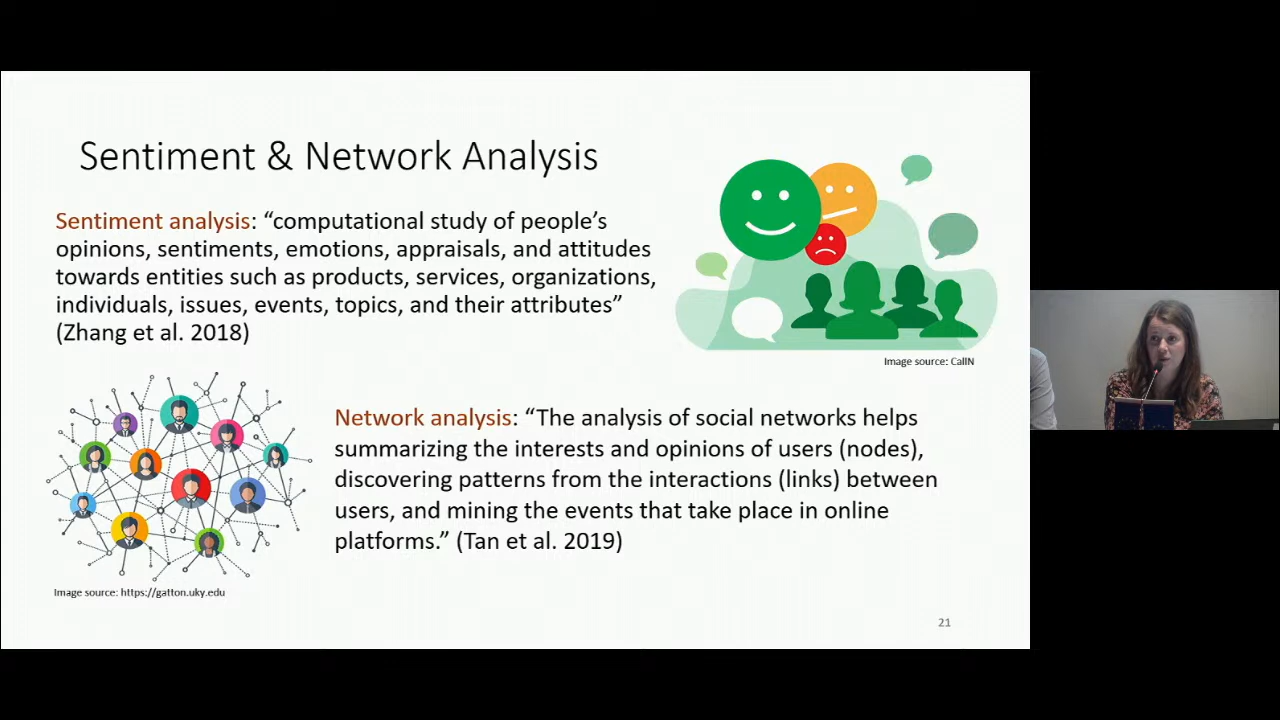 Sentiment & Network Analysis
Sentiment analysis: “computational study of people’s
opinions, sentiments, emotions, appraisals, and attitudes
towards entities such as products, services, organizations,
individuals, issues, events, topics, and their attributes”
(Zhang et al. 2018)
Image source: CallN
Network analysis: “The analysis of social networks helps
summarizing the interests and opinions of users (nodes),
discovering patterns from the interactions (links) between
users, and mining the events that take place in online
platforms.” (Tan et al. 2019)
Image source: https://gatton.uky.edu
21